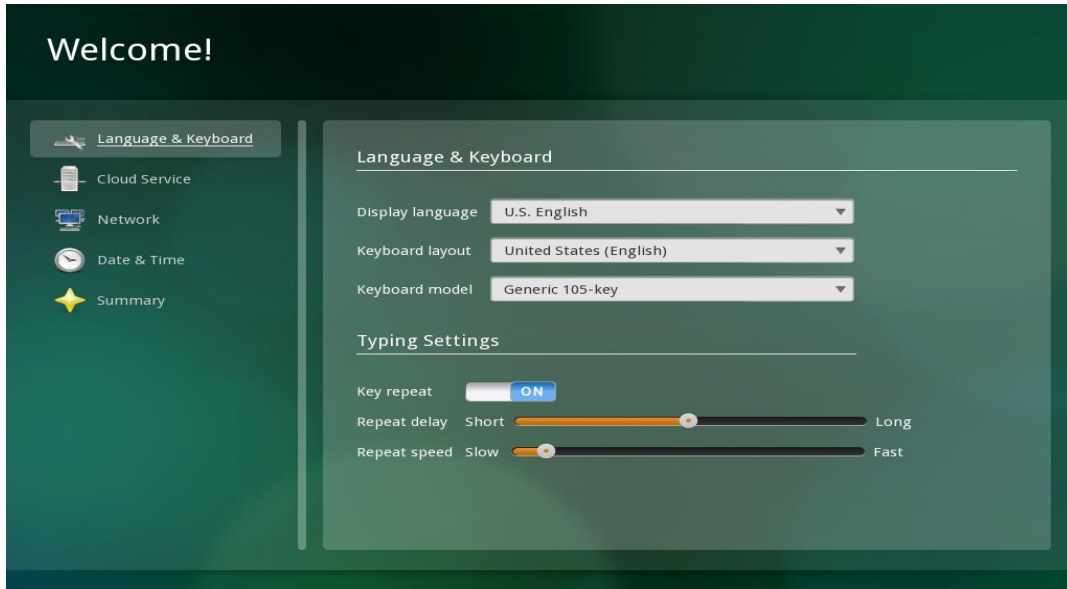 Welcome!
Language & Keyboard
Cloud Service
Network
Date & Time
Summary
Language & Keyboard
Display language U.S. English
Keyboard layout United States (English)
Keyboard model Generic 105-key
Typing Settings
Key repeat ON
Repeat delay Short Long
Repeat speed Slow Fast